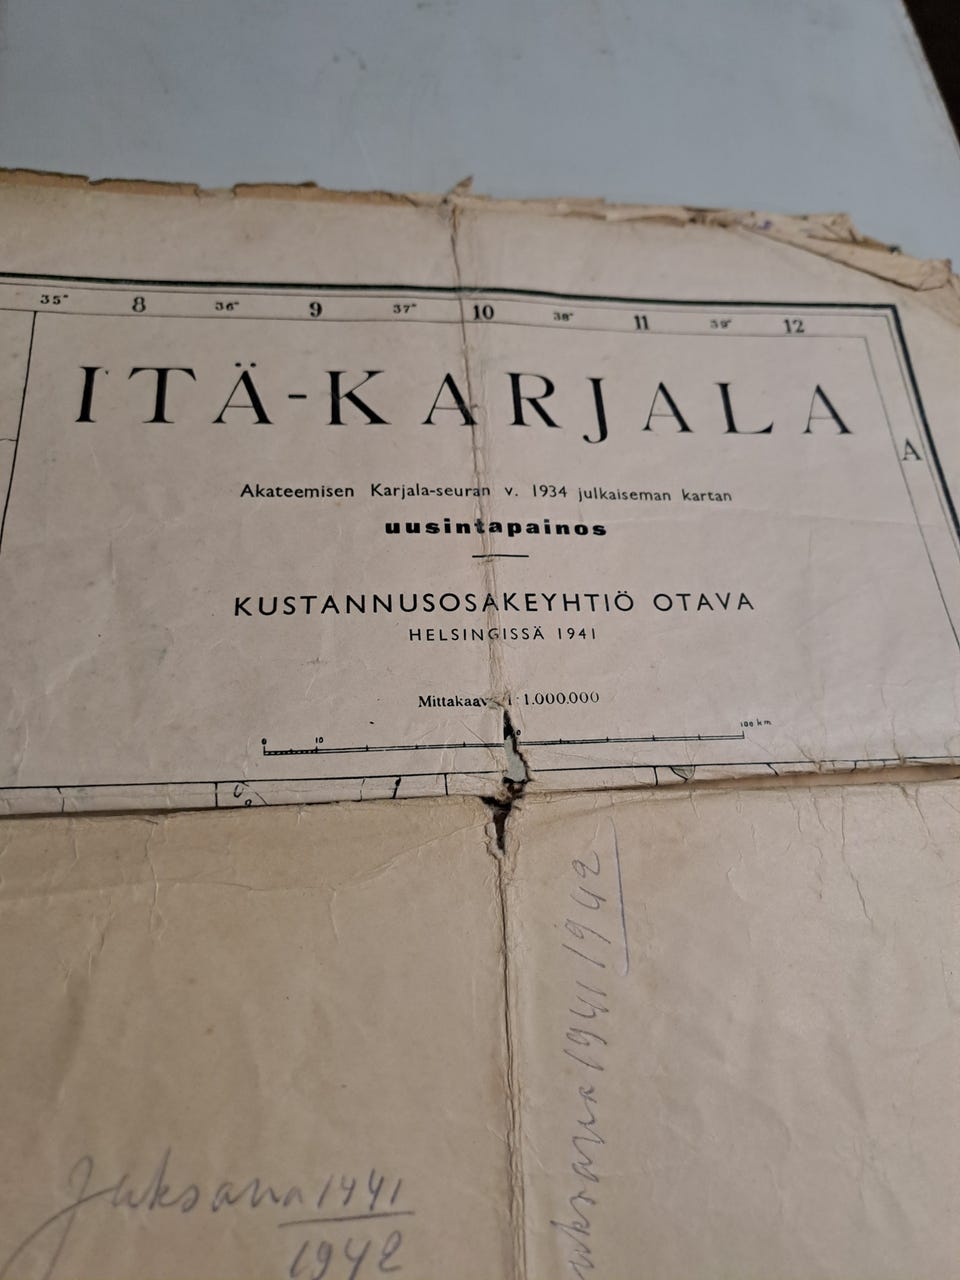 35° 8 36° 9 37° 10 38° 11 39° 12
ITÄ-KARJALA
A
Akateemisen Karjala-seuran v. 1934 julkaiseman kartan
uusintapainos
KUSTANNUSOSAKEYHTIÖ OTAVA
HELSINGISSÄ 1941
Mittakaava 1:1.000.000
0 10 100 km
1941 1942
Juksana 1941
1942